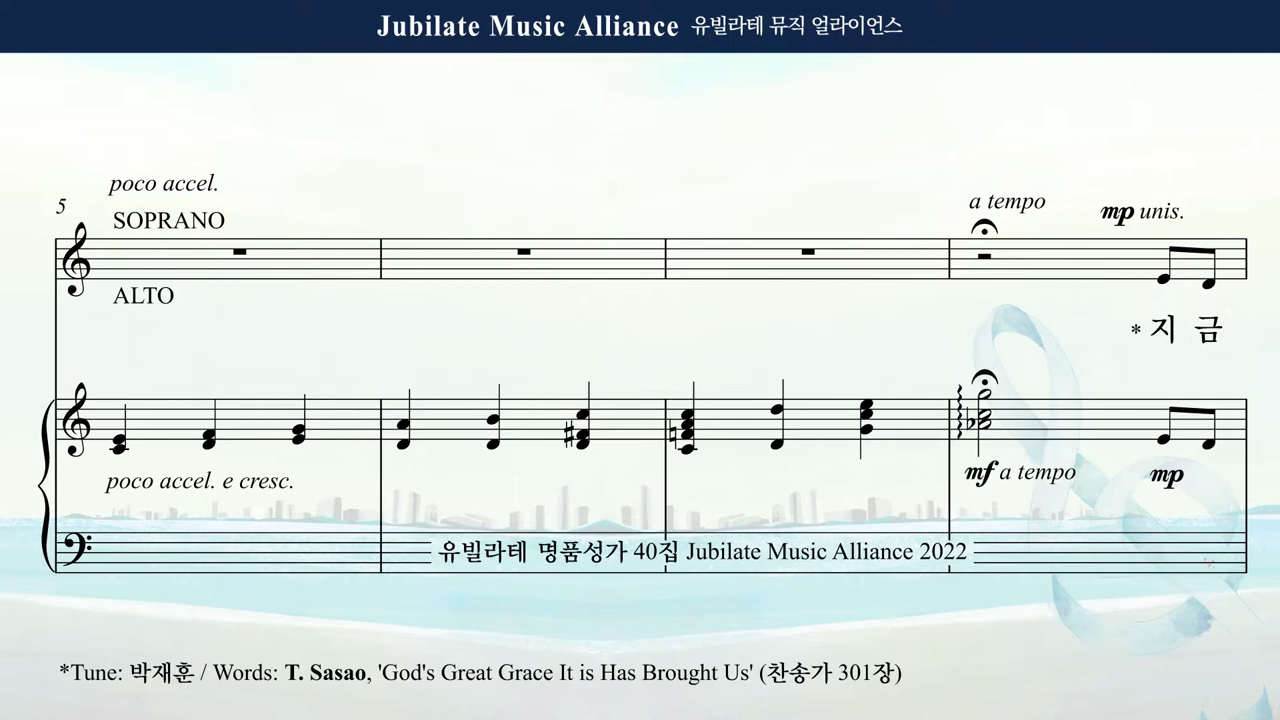 Jubilate Music Alliance 유빌라테 뮤직 얼라이언스
poco accel.
5
SOPRANO
a tempo
mp unis.
ALTO
* 지 금
poco accel. e cresc.
mf a tempo
mp
유빌라테 명품성가 40집 Jubilate Music Alliance 2022
*Tune: 박재훈 / Words: T. Sasao, 'God's Great Grace It is Has Brought Us' (찬송가 301장)